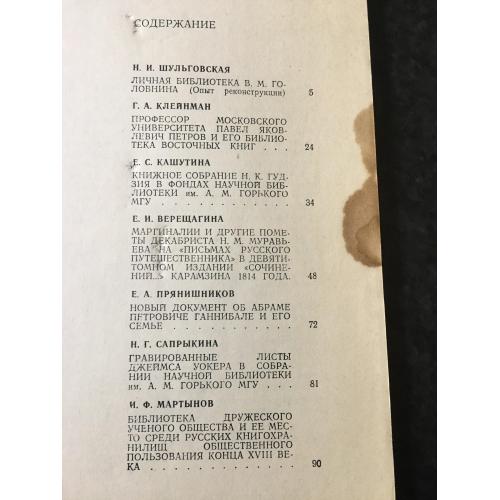 СОДЕРЖАНИЕ
Н. И. ШУЛЬГОВСКАЯ
ЛИЧНАЯ БИБЛИОТЕКА В. М. ГО-
ЛОВНИНА (Опыт реконструкции) 5
Г. А. КЛЕЙНМАН
ПРОФЕССОР МОСКОВСКОГО
УНИВЕРСИТЕТА ПАВЕЛ ЯКОВ-
ЛЕВИЧ ПЕТРОВ И ЕГО БИБЛИО-
ТЕКА ВОСТОЧНЫХ КНИГ . . . 24
Е. С. КАШУТИНА
КНИЖНОЕ СОБРАНИЕ Н. К. ГУД-
ЗИЯ В ФОНДАХ НАУЧНОЙ БИБ-
ЛИОТЕКИ им. А. М. ГОРЬКОГО
МГУ . . . . . . . . . . . . 34
Е. И. ВЕРЕЩАГИНА
МАРГИНАЛИИ И ДРУГИЕ ПОМЕ-
ТЫ ДЕКАБРИСТА Н. М. МУРАВЬ-
ЕВА НА «ПИСЬМАХ РУССКОГО
ПУТЕШЕСТВЕННИКА» В ДЕВЯТИ-
ТОМНОМ ИЗДАНИИ «СОЧИНЕ-
НИЙ...» КАРАМЗИНА 1814 ГОДА. 48
Е. А. ПРЯНИШНИКОВ
НОВЫЙ ДОКУМЕНТ ОБ АБРАМЕ
ПЕТРОВИЧЕ ГАННИБАЛЕ И ЕГО
СЕМЬЕ . . . . . . . . . . . 72
Н. Г. САПРЫКИНА
ГРАВИРОВАННЫЕ ЛИСТЫ
ДЖЕЙМСА УОКЕРА В СОБРА-
НИИ НАУЧНОЙ БИБЛИОТЕКИ
им. А. М. ГОРЬКОГО МГУ . . . 81
И. Ф. МАРТЫНОВ
БИБЛИОТЕКА ДРУЖЕСКОГО
УЧЕНОГО ОБЩЕСТВА И ЕЕ МЕС-
ТО СРЕДИ РУССКИХ КНИГОХРА-
НИЛИЩ ОБЩЕСТВЕННОГО
ПОЛЬЗОВАНИЯ КОНЦА XVIII ВЕ-
КА . . . . . . . . . . . . . 90